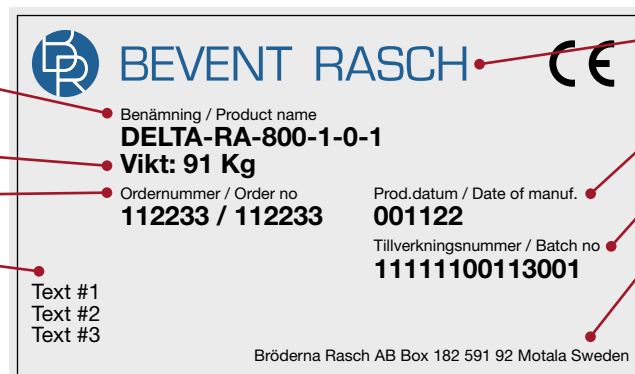 BR BEVENT RASCH CE
Benämning / Product name
DELTA-RA-800-1-0-1
Vikt: 91 Kg
Ordernummer / Order no
112233 / 112233
Prod.datum / Date of manuf.
001122
Tillverkningsnummer / Batch no
11111100113001
Text #1
Text #2
Text #3
Bröderna Rasch AB Box 182 591 92 Motala Sweden